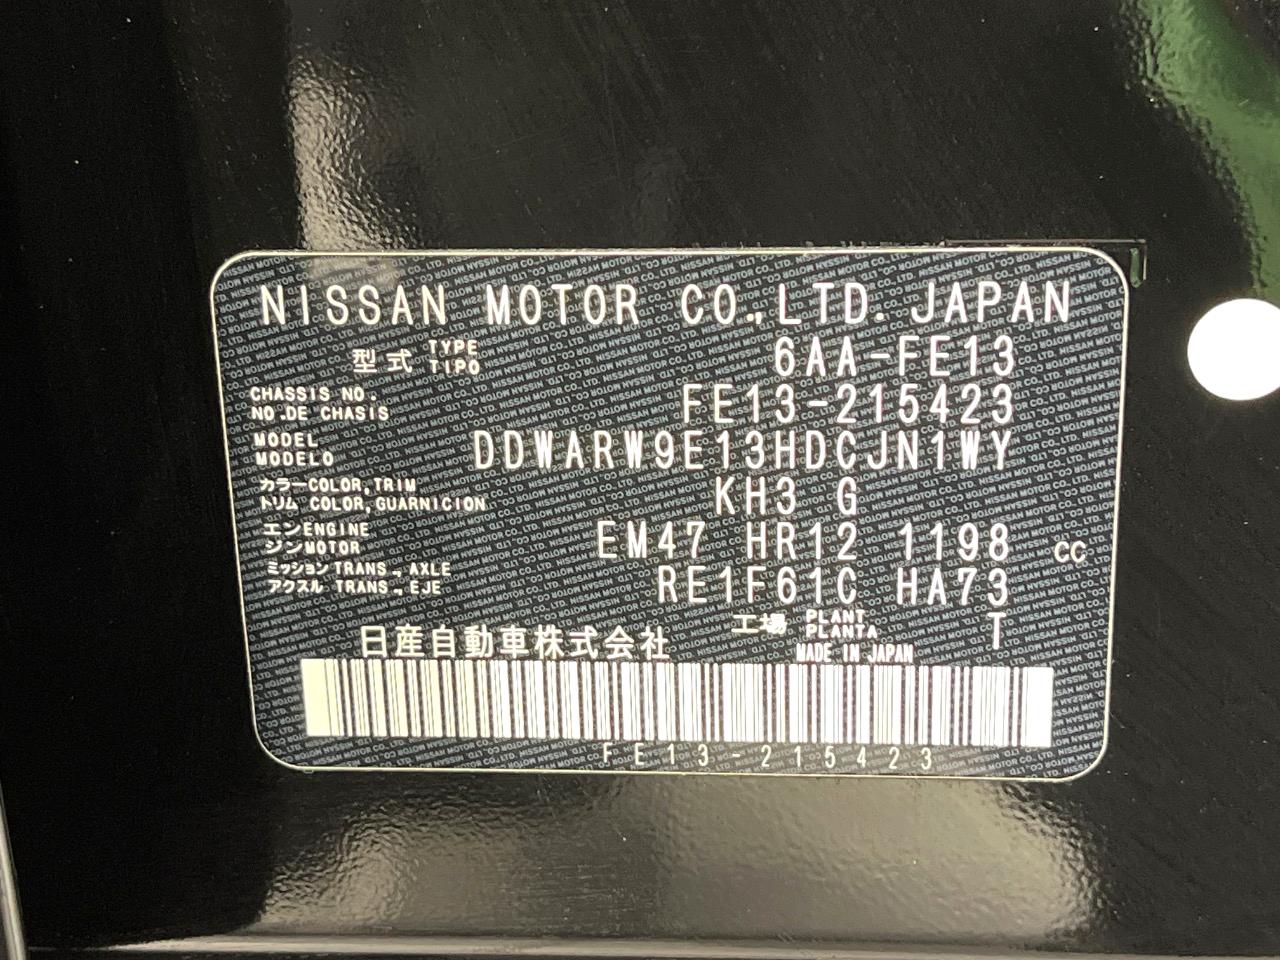 NISSAN MOTOR CO.,LTD. JAPAN
型式 TYPE TIPO 6AA-FE13
CHASSIS NO. NO.DE CHASIS FE13-215423
MODEL MODELO DDWARW9E13HDCJN1WY
カラー COLOR,TRIM
トリム COLOR,GUARNICION KH3 G
エンジン ENGINE MOTOR EM47 HR12 1198 cc
ミッション TRANS., AXLE
アクスル TRANS., EJE RE1F61C HA73
工場 PLANT PLANTA T
日産自動車株式会社 MADE IN JAPAN
FE13-215423